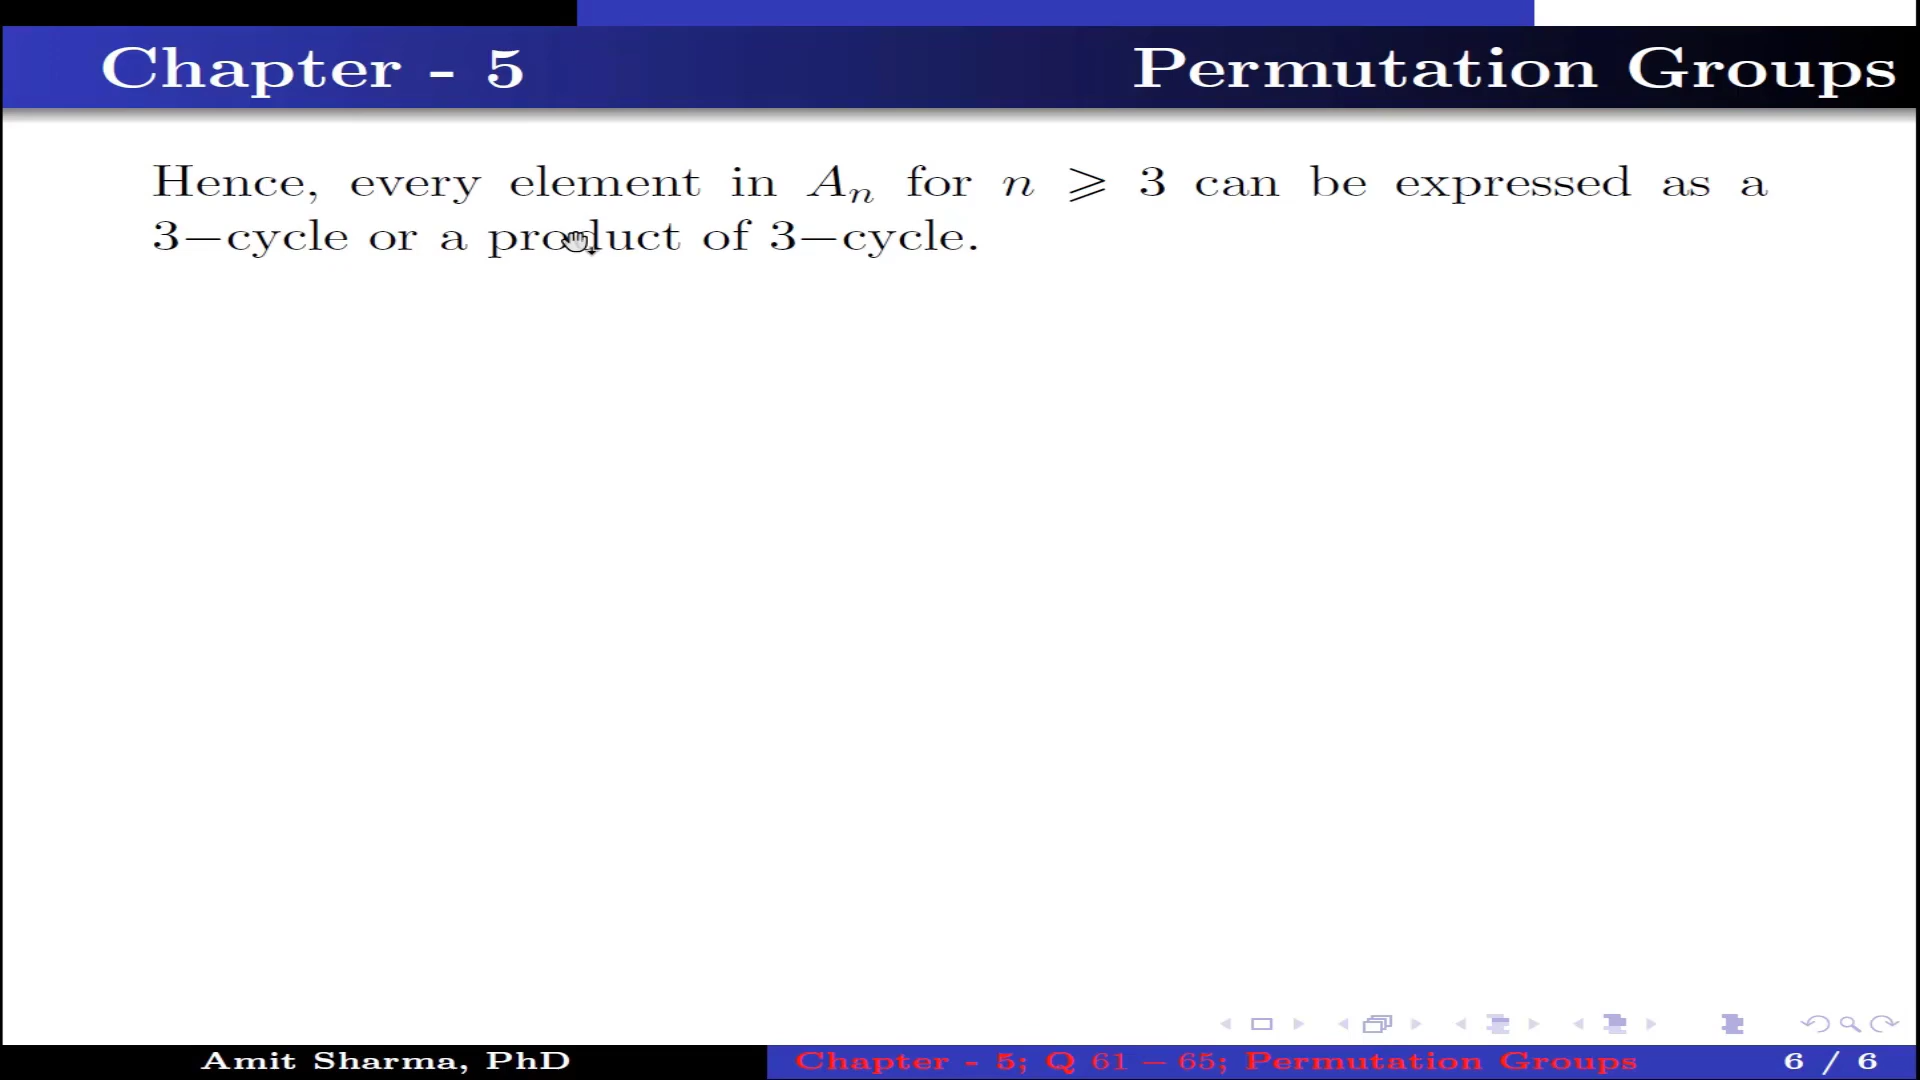 Chapter - 5 Permutation Groups
Hence, every element in Aₙ for n ⩾ 3 can be expressed as a
3−cycle or a product of 3−cycle.
Amit Sharma, PhD Chapter - 5; Q 61 − 65; Permutation Groups 6 / 6